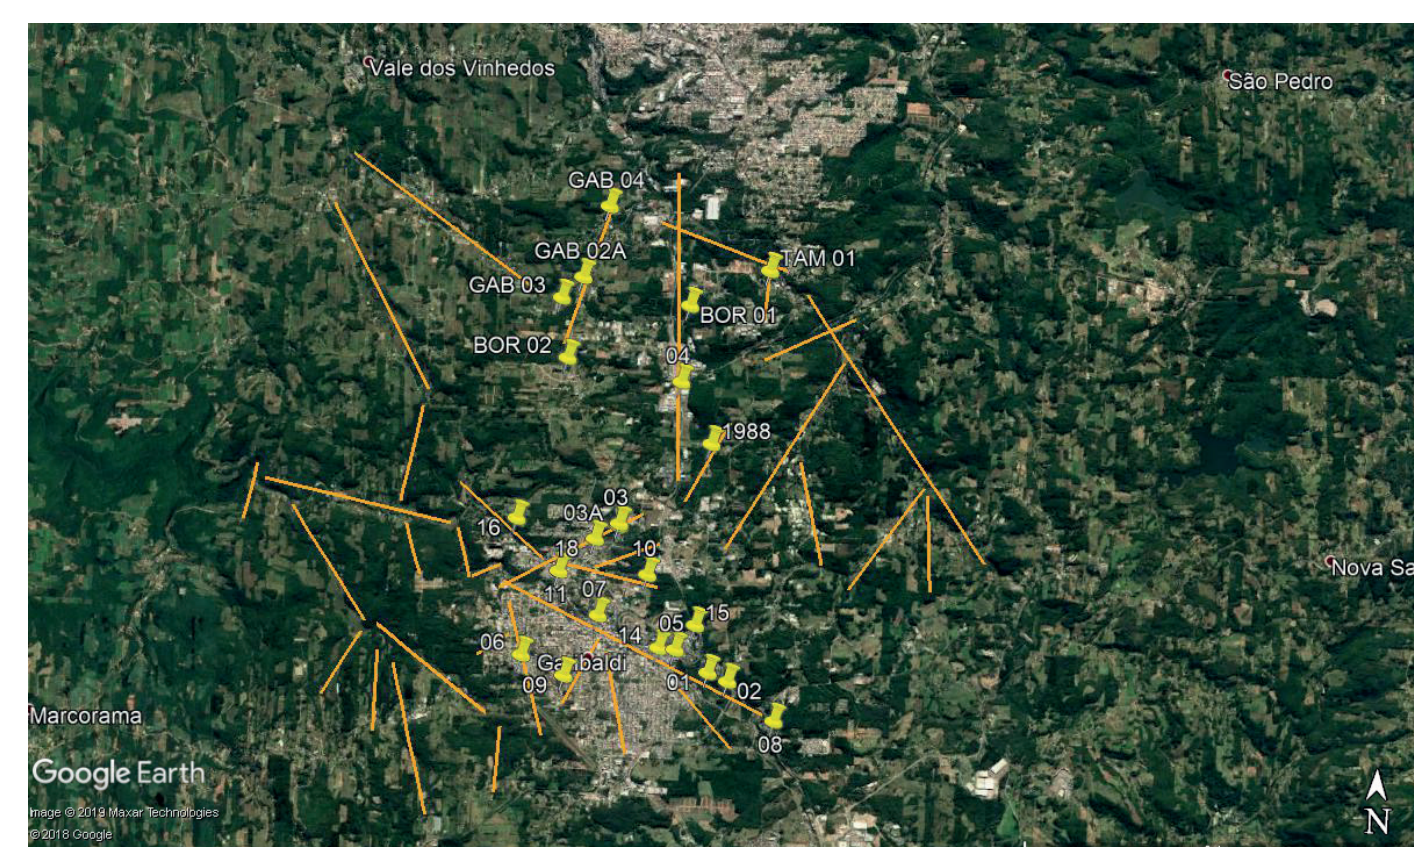 Vale dos Vinhedos
São Pedro
GAB 04
GAB 02A
TAM 01
GAB 03
BOR 01
BOR 02
04
1988
03
03A
16
18
10
Nova Sa
07
11
15
05
14
06
Garibaldi
01
02
09
Marcorama
08
Google Earth
Image © 2019 Maxar Technologies
© 2018 Google
N